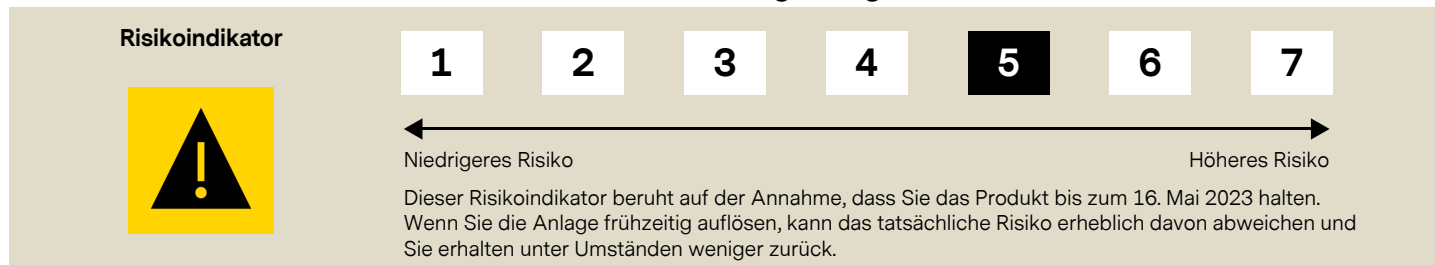 Risikoindikator
1 2 3 4 5 6 7
Niedrigeres Risiko Höheres Risiko
Dieser Risikoindikator beruht auf der Annahme, dass Sie das Produkt bis zum 16. Mai 2023 halten.
Wenn Sie die Anlage frühzeitig auflösen, kann das tatsächliche Risiko erheblich davon abweichen und
Sie erhalten unter Umständen weniger zurück.